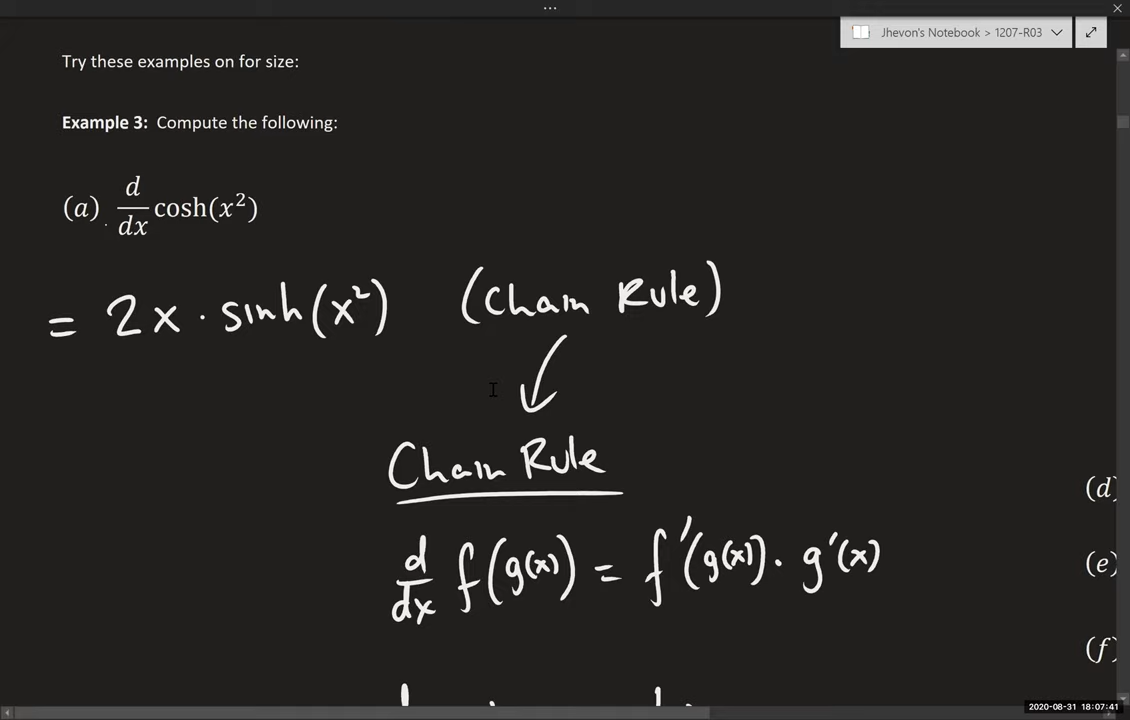 Jhevon's Notebook > 1207-R03
Try these examples on for size:
Example 3: Compute the following:
(a) d/dx cosh(x²)
= 2x · sinh(x²) (Chain Rule)
Chain Rule
d/dx f(g(x)) = f'(g(x)) · g'(x)
(d)
(e)
(f)
2020-08-31 18:07:41